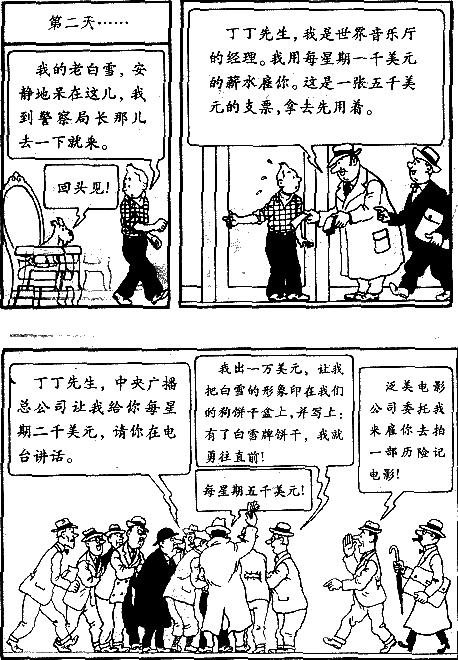 第二天……
我的老白雪，安
静地呆在这儿，我
到警察局长那儿
去一下就来。
回头见！
丁丁先生，我是世界音乐厅
的经理。我用每星期一千美元
的薪水雇你。这是一张五千美
元的支票，拿去先用着。
丁丁先生，中央广播
总公司让我给你每星
期二千美元，请你在电
台讲话。
我出一万美元，让我
把白雪的形象印在我们
的狗饼干盆上，并写上：
有了白雪牌饼干，我就
勇往直前！
每星期五千美元！
泛美电影
公司委托我
来雇你去拍
一部历险记
电影！